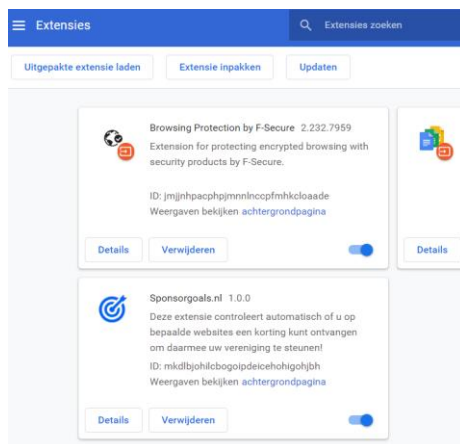 Extensies
Extensies zoeken
Uitgepakte extensie laden
Extensie inpakken
Updaten
Browsing Protection by F-Secure 2.232.7959
Extension for protecting encrypted browsing with
security products by F-Secure.
ID: jmjjnhpacphpjmnnlnccpfmhkcloaade
Weergaven bekijken achtergrondpagina
Details
Verwijderen
Details
Sponsorgoals.nl 1.0.0
Deze extensie controleert automatisch of u op
bepaalde websites een korting kunt ontvangen
om daarmee uw vereniging te steunen!
ID: mkdlbjohilcbogoipdeicehohigohjbh
Weergaven bekijken achtergrondpagina
Details
Verwijderen